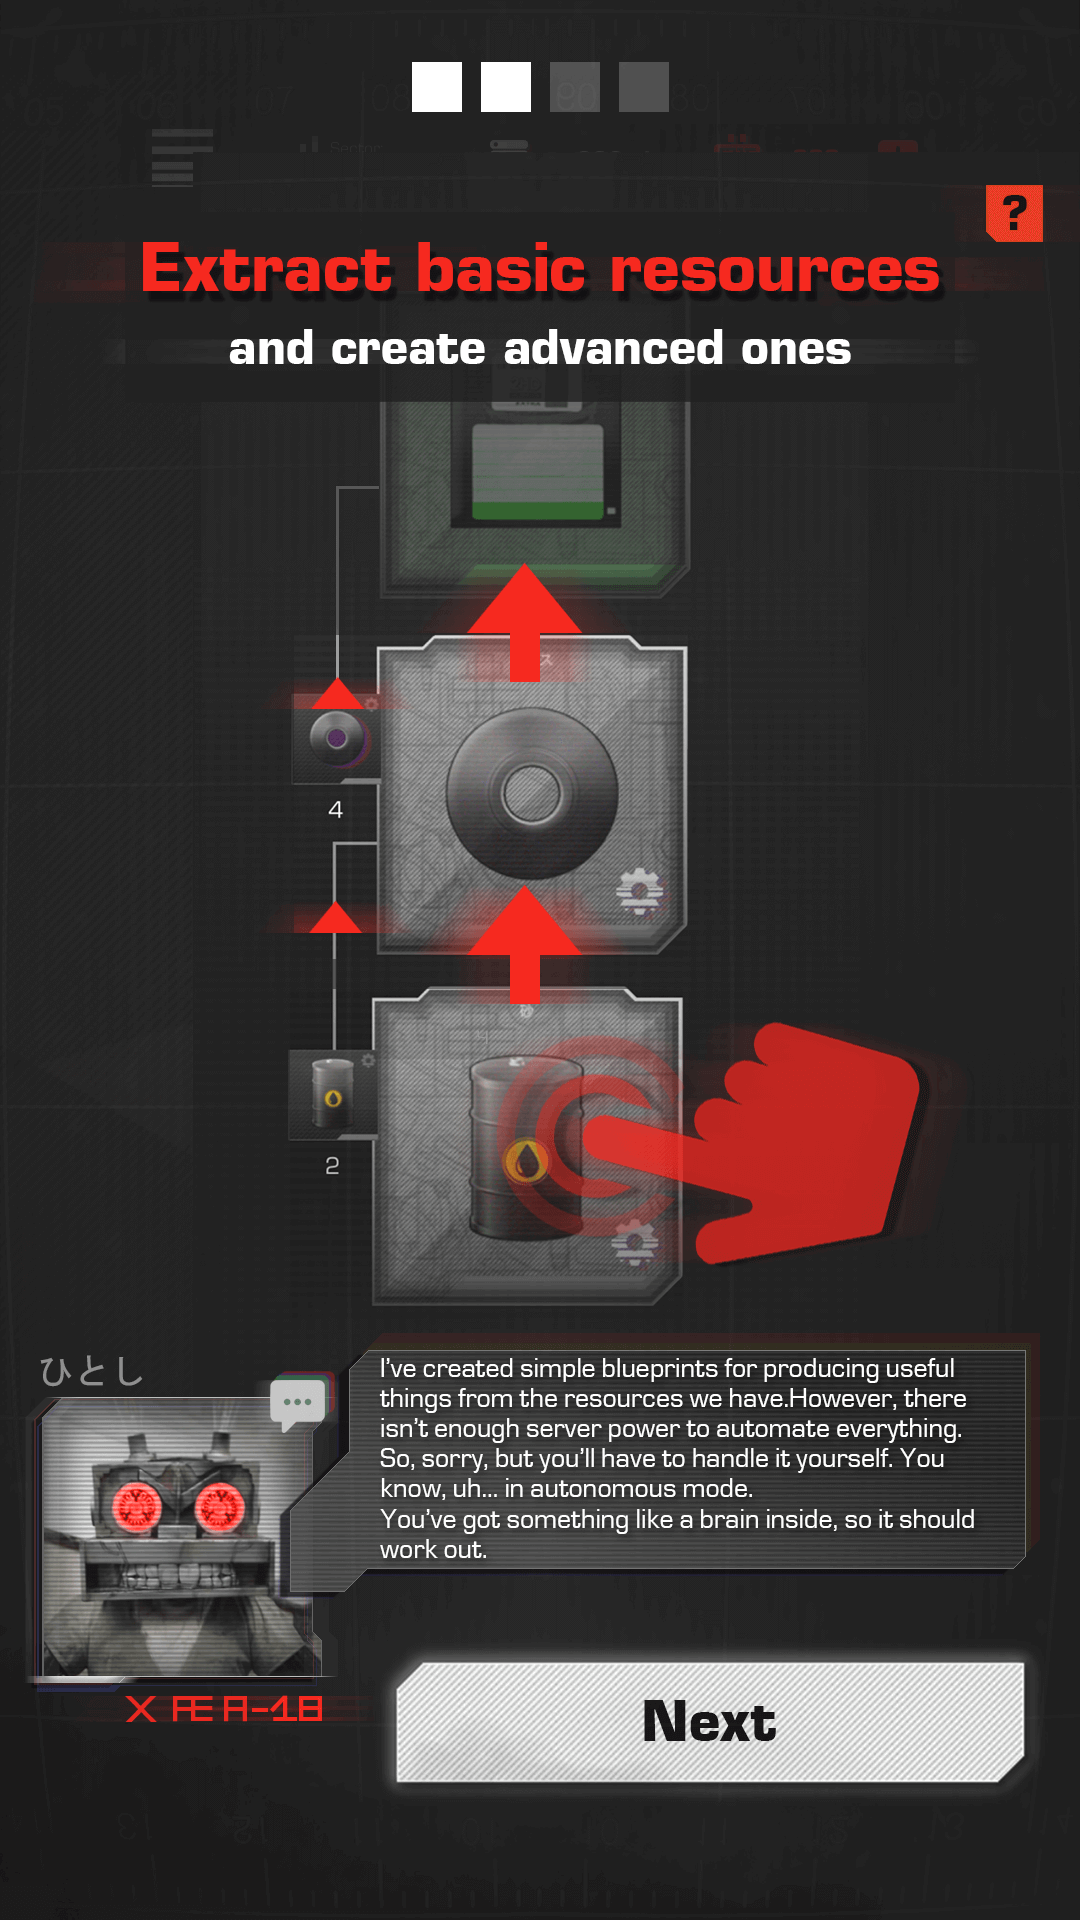 Sector
?
Extract basic resources
and create advanced ones
ス
4
砂
2
ひとし
I've created simple blueprints for producing useful
things from the resources we have.However, there
isn't enough server power to automate everything.
So, sorry, but you'll have to handle it yourself. You
know, uh... in autonomous mode.
You've got something like a brain inside, so it should
work out.
X Æ A-18
Next